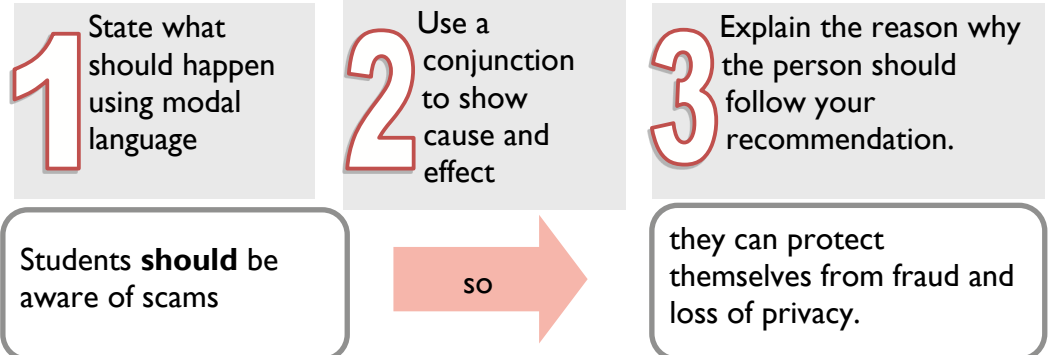 1
State what
should happen
using modal
language
2
Use a
conjunction
to show
cause and
effect
3
Explain the reason why
the person should
follow your
recommendation.
Students should be
aware of scams
so
they can protect
themselves from fraud and
loss of privacy.